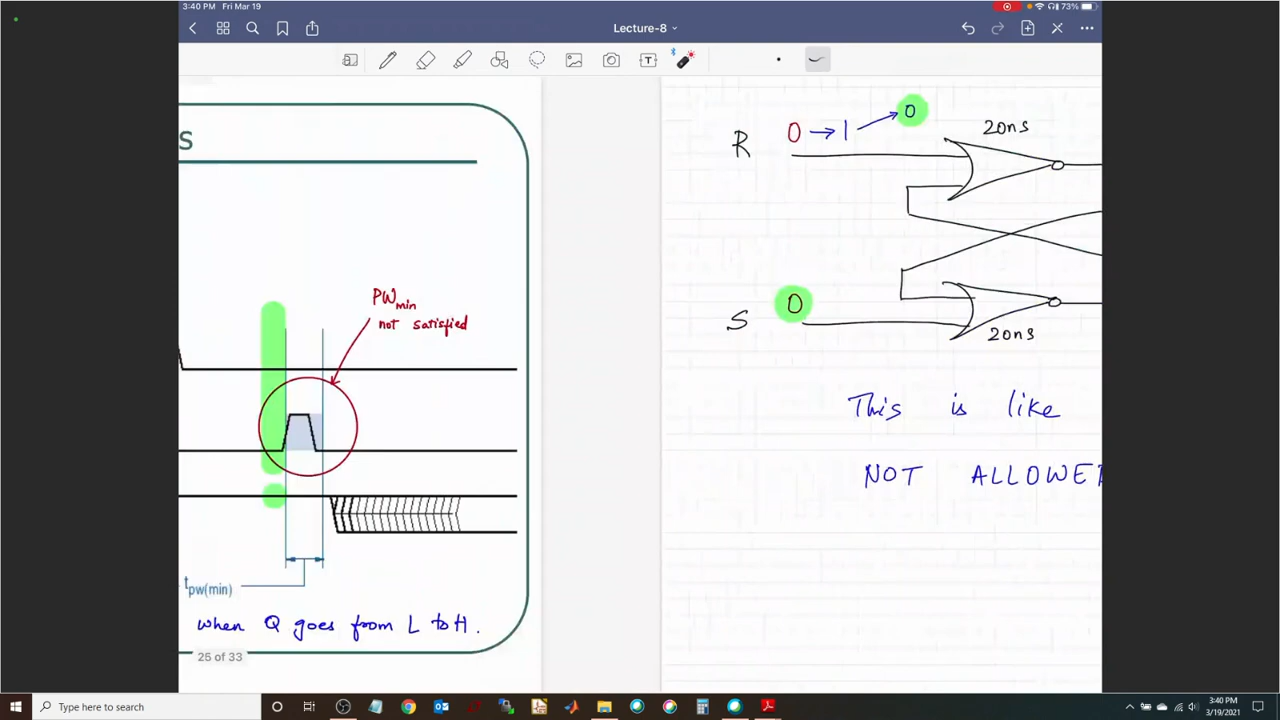 3:40 PM Fri Mar 19
73%
Lecture-8
T
s
PWmin
not satisfied
tpw(min)
when Q goes from L to H.
25 of 33
R 0 → 1 → 0
20ns
S 0
20ns
This is like
NOT ALLOWED
Type here to search
3:40 PM
3/19/2021